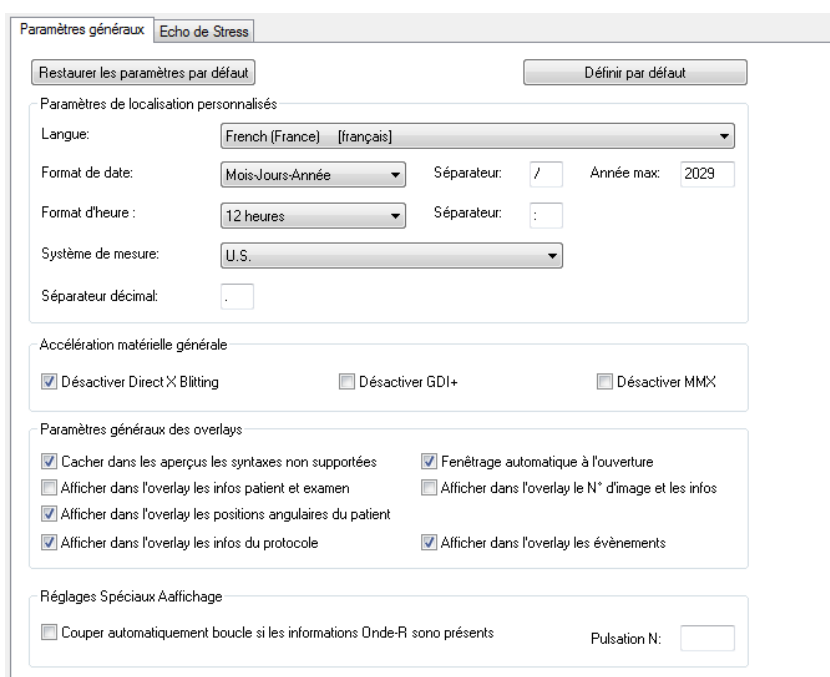 Paramètres généraux Echo de Stress
Restaurer les paramètres par défaut Définir par défaut
Paramètres de localisation personnalisés
Langue: French (France) [français]
Format de date: Mois-Jours-Année Séparateur: / Année max: 2029
Format d'heure : 12 heures Séparateur: :
Système de mesure: U.S.
Séparateur décimal: .
Accélération matérielle générale
Désactiver Direct X Blitting Désactiver GDI+ Désactiver MMX
Paramètres généraux des overlays
Cacher dans les aperçus les syntaxes non supportées Fenêtrage automatique à l'ouverture
Afficher dans l'overlay les infos patient et examen Afficher dans l'overlay le N° d'image et les infos
Afficher dans l'overlay les positions angulaires du patient
Afficher dans l'overlay les infos du protocole Afficher dans l'overlay les évènements
Réglages Spéciaux Aaffichage
Couper automatiquement boucle si les informations Onde-R sono présents Pulsation N: